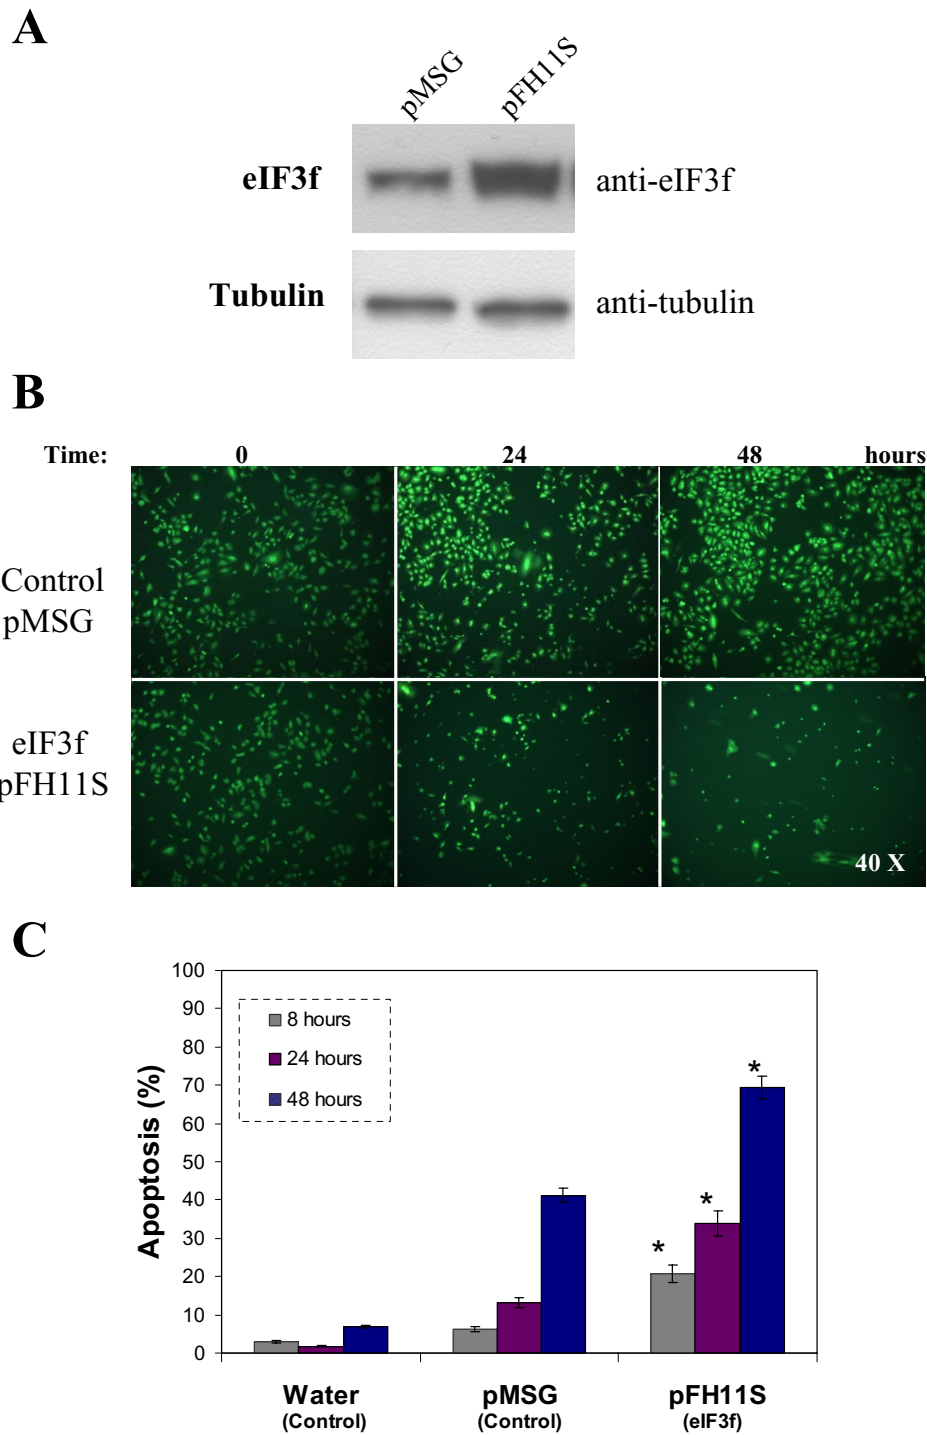 A
pMSG
pFH11S
eIF3f
anti-eIF3f
Tubulin
anti-tubulin
B
Time: 0 24 48 hours
Control
pMSG
eIF3f
pFH11S
40 X
C
100
90
80
70
60
50
40
30
20
10
0
Apoptosis (%)
8 hours
24 hours
48 hours
*
*
*
Water
(Control)
pMSG
(Control)
pFH11S
(eIF3f)